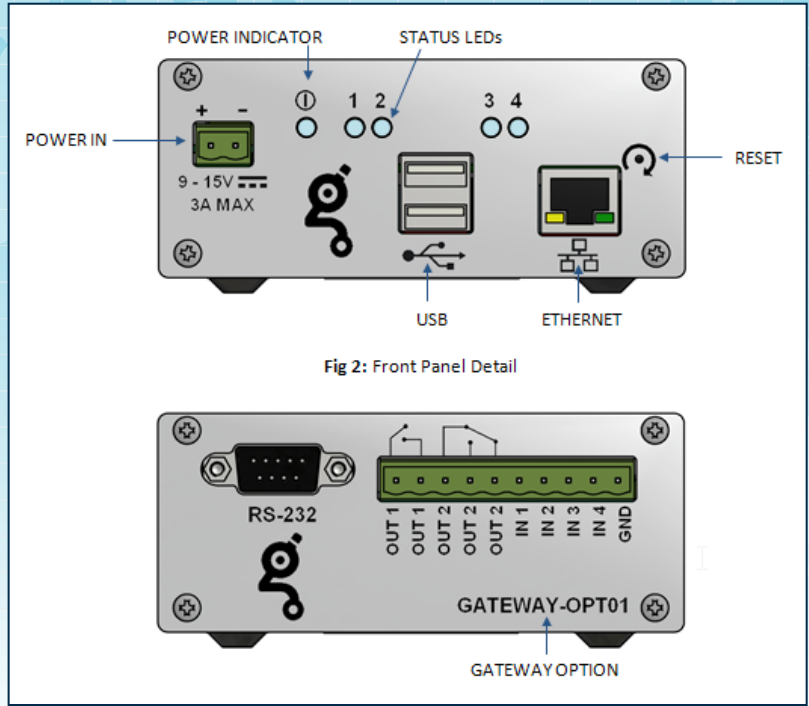 POWER INDICATOR
STATUS LEDs
1 2
3 4
+ -
POWER IN
RESET
9 - 15V
3A MAX
USB
ETHERNET
Fig 2: Front Panel Detail
RS-232
OUT 1
OUT 1
OUT 2
OUT 2
OUT 2
IN 1
IN 2
IN 3
IN 4
GND
GATEWAY-OPT01
GATEWAY OPTION